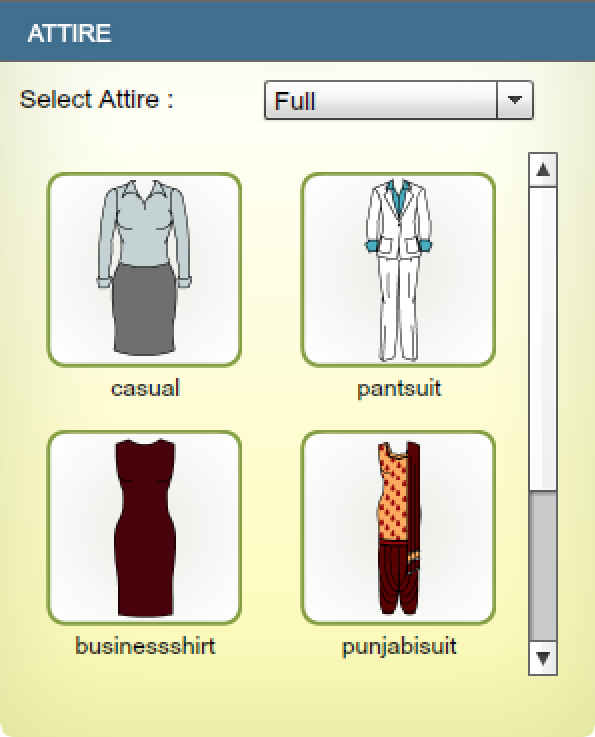 ATTIRE
Select Attire :
Full
casual
pantsuit
businessshirt
punjabisuit